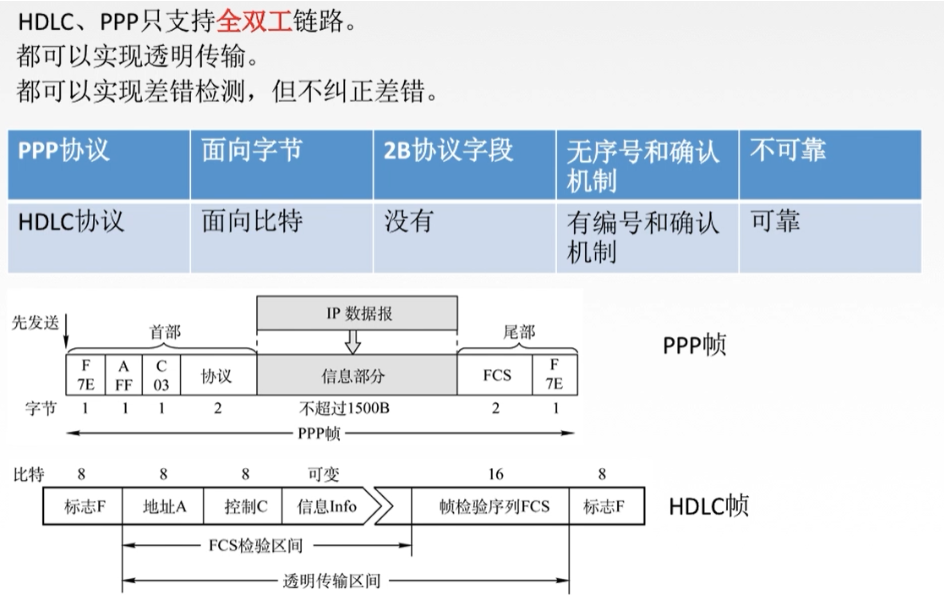 HDLC、PPP只支持全双工链路。
都可以实现透明传输。
都可以实现差错检测，但不纠正差错。
PPP协议 面向字节 2B协议字段 无序号和确认机制 不可靠
HDLC协议 面向比特 没有 有编号和确认机制 可靠
IP 数据报
先发送
首部
尾部
F 7E A FF C 03 协议 信息部分 FCS F 7E
字节 1 1 1 2 不超过1500B 2 1
PPP帧
PPP帧
比特 8 8 8 可变 16 8
标志F 地址A 控制C 信息Info 帧检验序列FCS 标志F
HDLC帧
FCS检验区间
透明传输区间